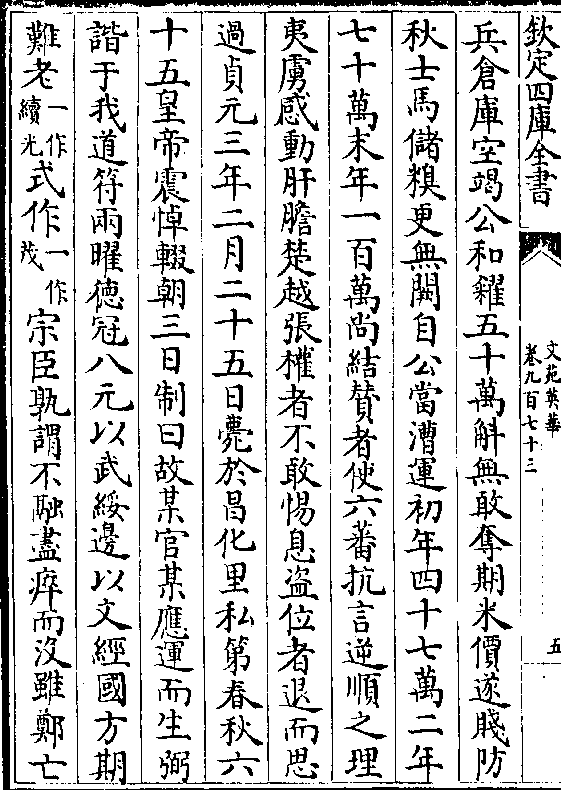 欽定四庫全書
文苑英華
卷九百七十三
五
兵倉庫空竭公和糴五十萬斛無敢奪期米價遂賤防
秋士馬儲糗更無闕自公當漕運初年四十七萬二年
七十萬末年一百萬尚結贊者使六蕃抗言逆順之理
夷虜感動肝膽楚越張權者不敢惕息盜位者退而思
過貞元三年二月二十五日薨於昌化里私第春秋六
十五皇帝震悼輟朝三日制曰故某官某應運而生弼
諧于我道符兩曜德冠八元以武綏邊以文經國方期
難老一作續光式作一作茂宗臣孰謂不融盡瘁而沒雖鄭亡